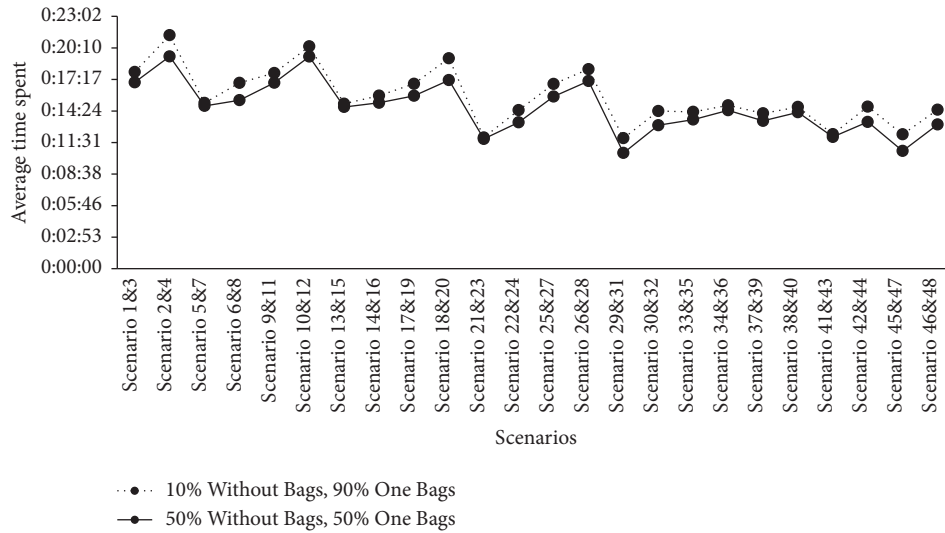 Average time spent
0:23:02
0:20:10
0:17:17
0:14:24
0:11:31
0:08:38
0:05:46
0:02:53
0:00:00
Scenario 1&3
Scenario 2&4
Scenario 5&7
Scenario 6&8
Scenario 9&11
Scenario 10&12
Scenario 13&15
Scenario 14&16
Scenario 17&19
Scenario 18&20
Scenario 21&23
Scenario 22&24
Scenario 25&27
Scenario 26&28
Scenario 29&31
Scenario 30&32
Scenario 33&35
Scenario 34&36
Scenario 37&39
Scenario 38&40
Scenario 41&43
Scenario 42&44
Scenario 45&47
Scenario 46&48
Scenarios
10% Without Bags, 90% One Bags
50% Without Bags, 50% One Bags